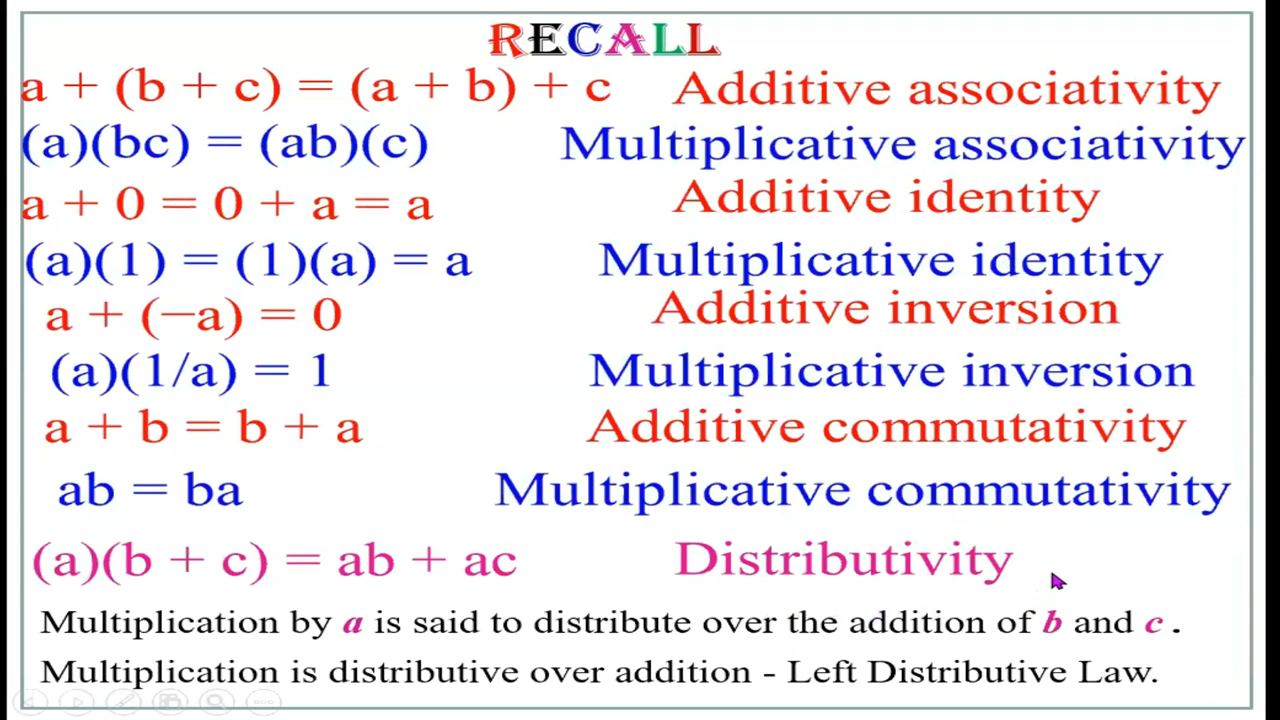 RECALL
a + (b + c) = (a + b) + c Additive associativity
(a)(bc) = (ab)(c) Multiplicative associativity
a + 0 = 0 + a = a Additive identity
(a)(1) = (1)(a) = a Multiplicative identity
a + (−a) = 0 Additive inversion
(a)(1/a) = 1 Multiplicative inversion
a + b = b + a Additive commutativity
ab = ba Multiplicative commutativity
(a)(b + c) = ab + ac Distributivity
Multiplication by a is said to distribute over the addition of b and c .
Multiplication is distributive over addition - Left Distributive Law.